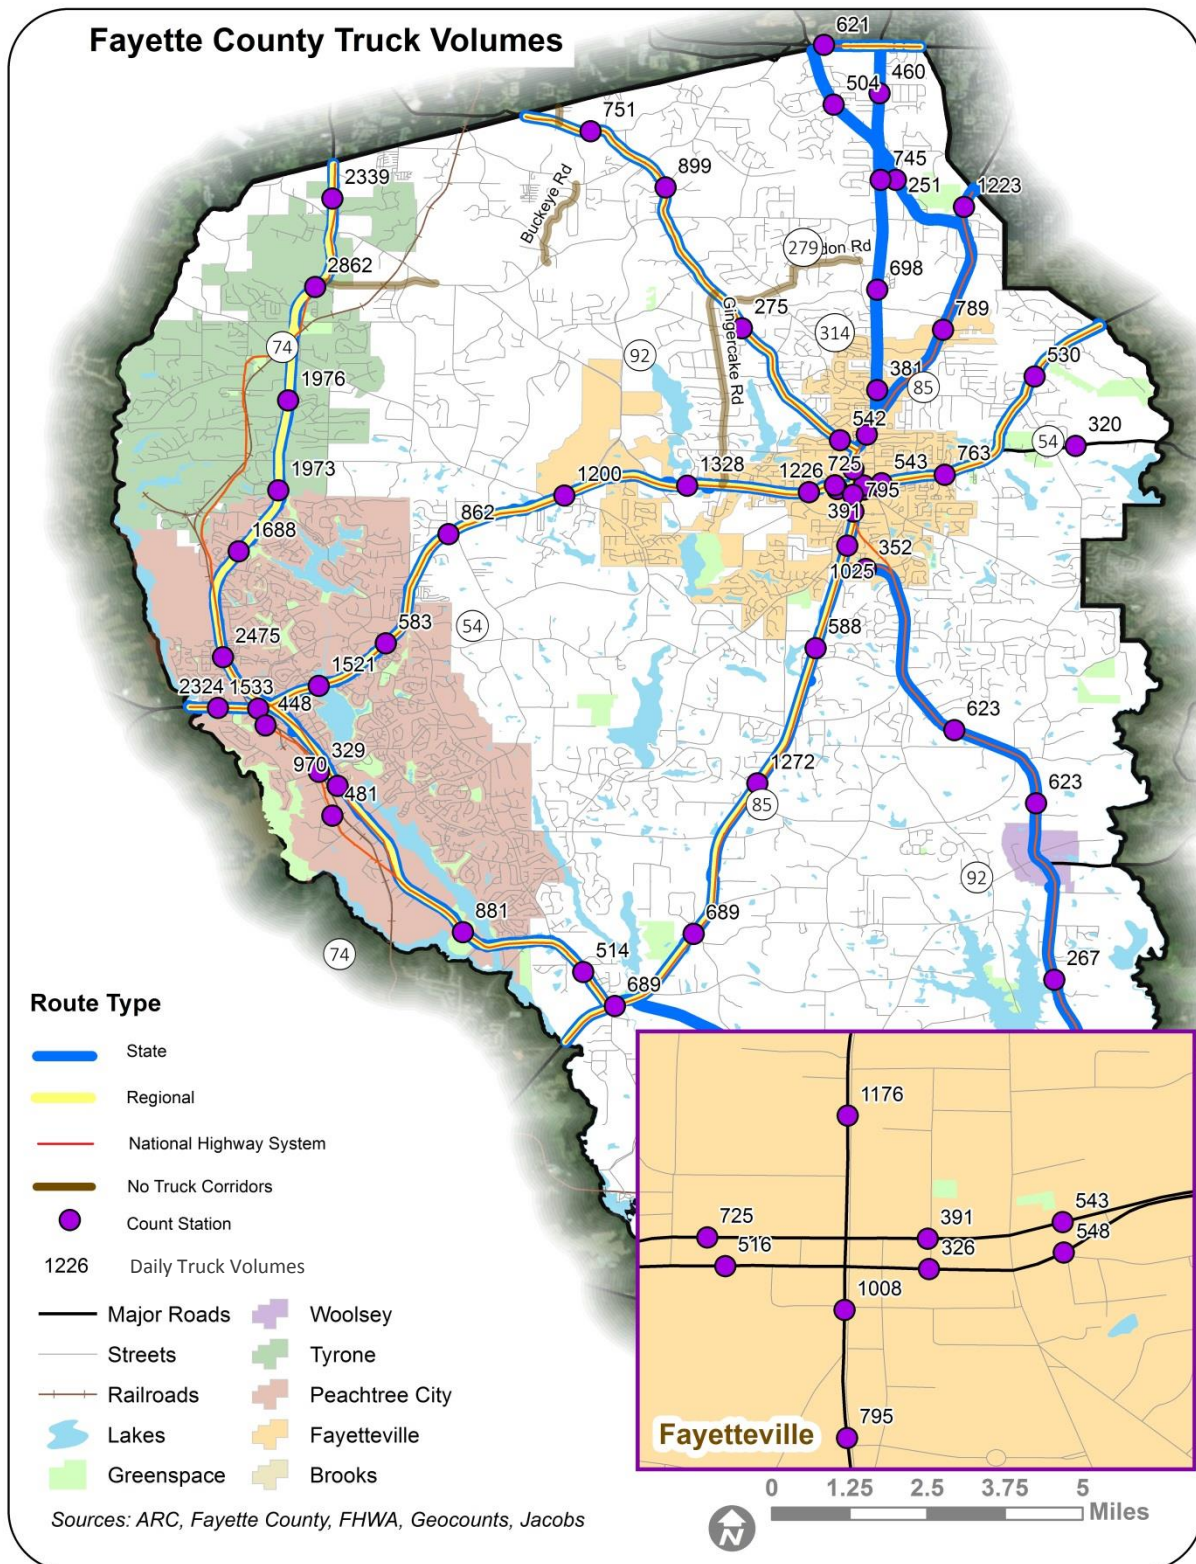 Fayette County Truck Volumes
621
460
504
751
899
745
251
1223
2339
Buckeye Rd
279
don Rd
2862
698
275
314
789
Gingercake Rd
92
74
530
1976
381
85
542
54
320
1973
1200
1328
1226
725
543
763
795
391
1688
862
352
1025
583
54
588
2475
1521
2324
1533
448
623
329
970
481
1272
85
623
92
881
689
74
514
267
689
Route Type
State
Regional
National Highway System
No Truck Corridors
Count Station
1226 Daily Truck Volumes
Major Roads
Woolsey
Streets
Tyrone
Railroads
Peachtree City
Lakes
Fayetteville
Greenspace
Brooks
Sources: ARC, Fayette County, FHWA, Geocounts, Jacobs
1176
725
516
391
326
543
548
1008
795
Fayetteville
0 1.25 2.5 3.75 5
Miles
N